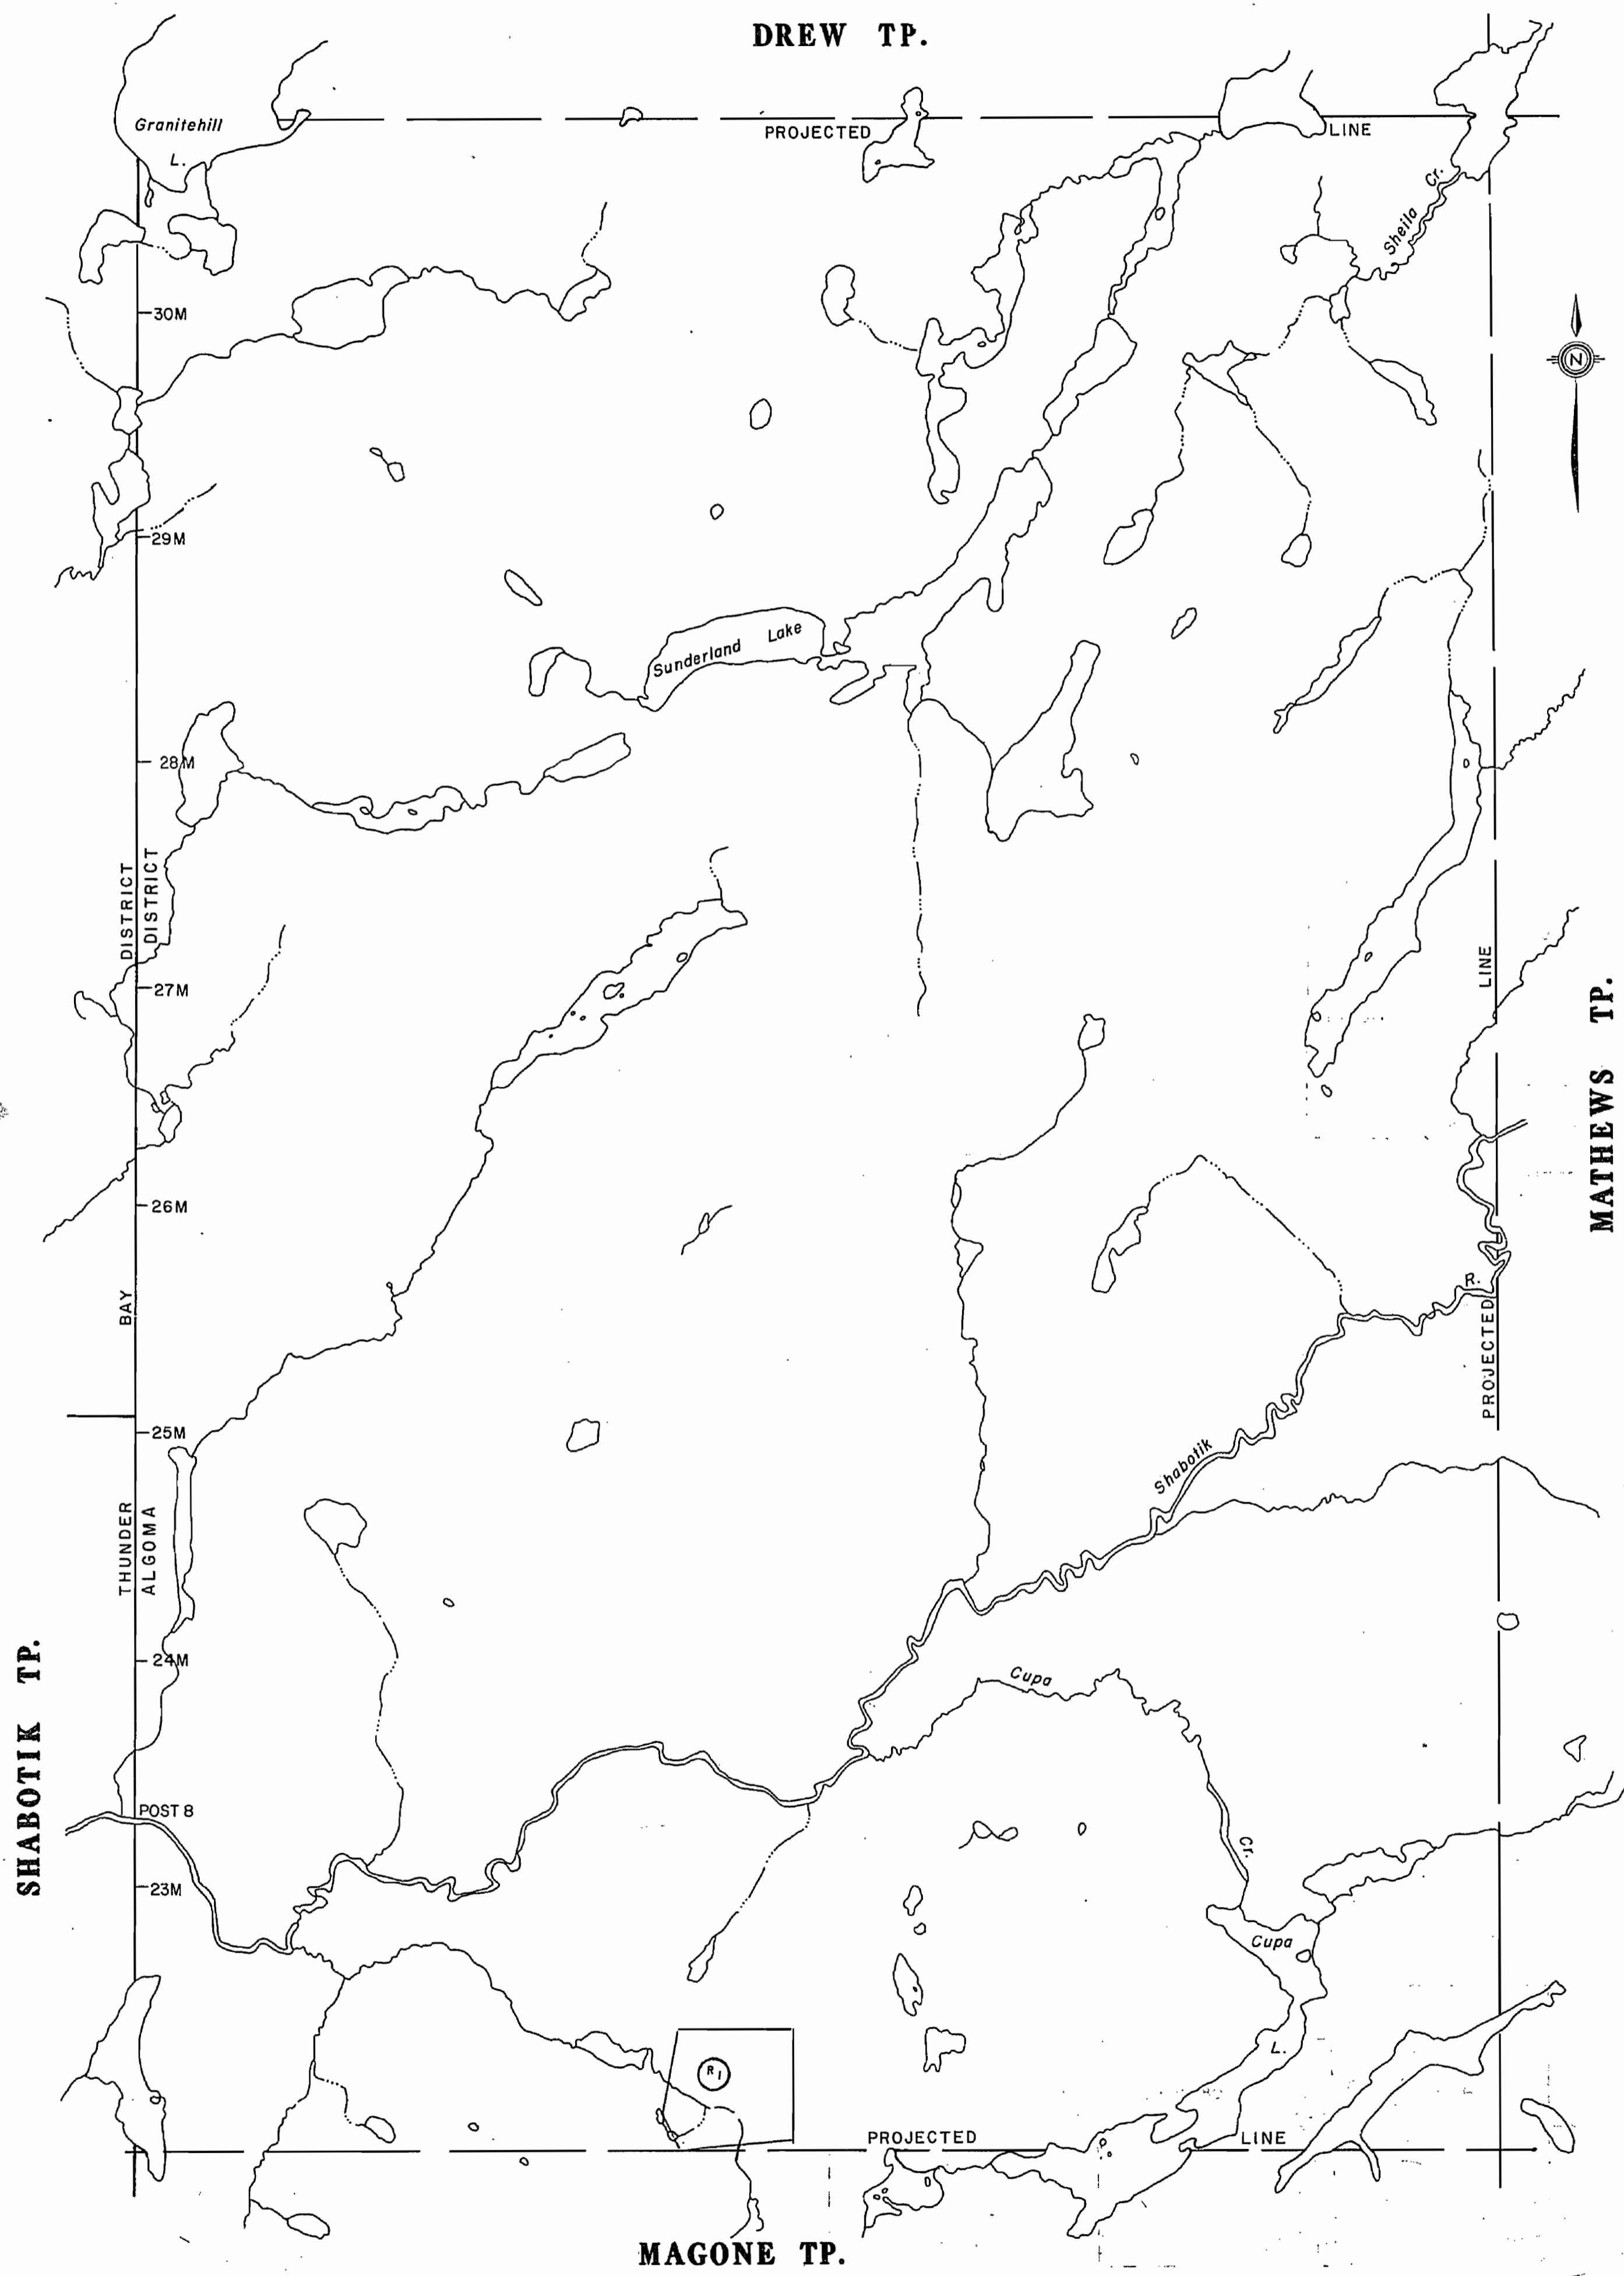 DREW TP.
Granitehill
L.
PROJECTED LINE
Sheila Cr.
30M
N
29M
Sunderland Lake
28M
DISTRICT
DISTRICT
LINE
27M
MATHEWS TP.
26M
R.
BAY
PROJECTED
25M
Shabotik
THUNDER
ALGOMA
SHABOTIK TP.
24M
Cupa
POST 8
Cr.
23M
Cupa
L.
R1
PROJECTED LINE
MAGONE TP.